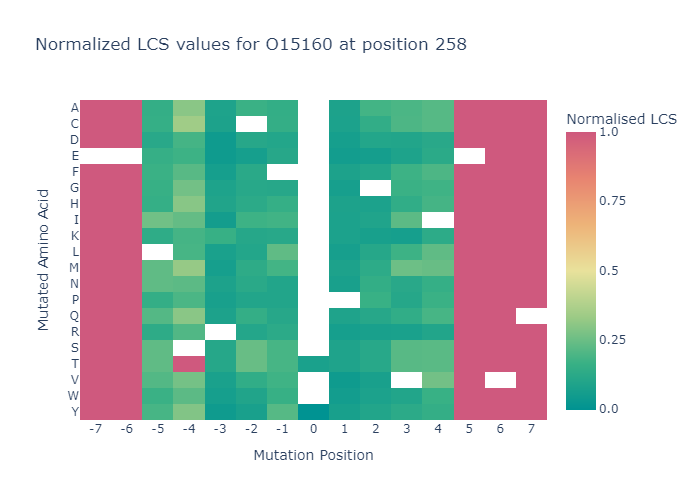 Normalized LCS values for O15160 at position 258
Normalised LCS
1.0
0.75
0.5
0.25
0.0
Mutated Amino Acid
A
C
D
E
F
G
H
I
K
L
M
N
P
Q
R
S
T
V
W
Y
-7 -6 -5 -4 -3 -2 -1 0 1 2 3 4 5 6 7
Mutation Position